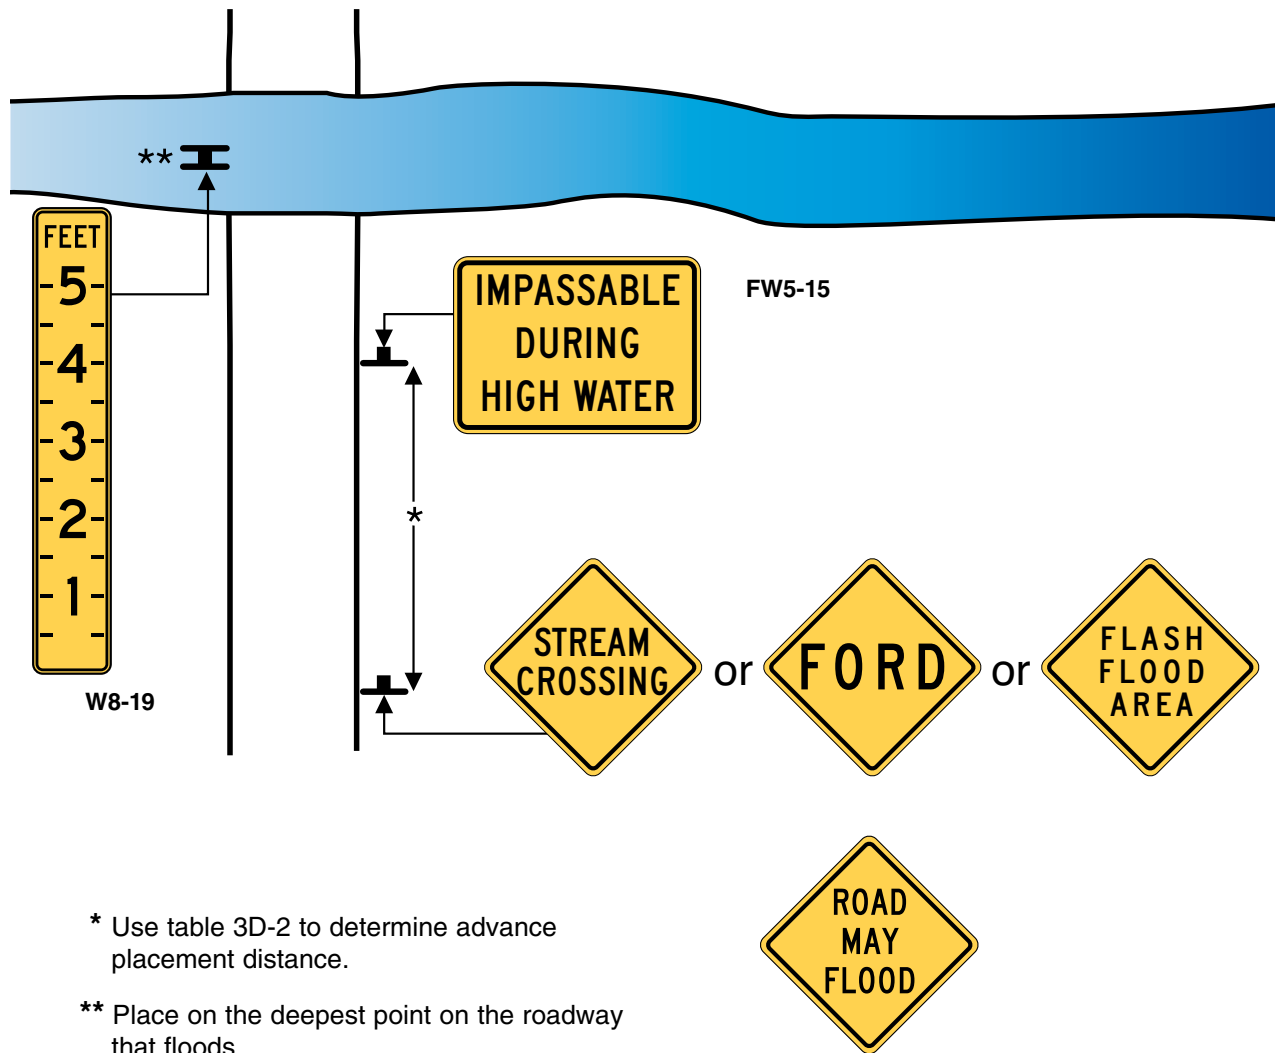 **
FEET
5
4
3
2
1
W8-19
IMPASSABLE
DURING
HIGH WATER
FW5-15
*
STREAM
CROSSING
or
FORD
or
FLASH
FLOOD
AREA
ROAD
MAY
FLOOD
* Use table 3D-2 to determine advance
placement distance.
** Place on the deepest point on the roadway
that floods